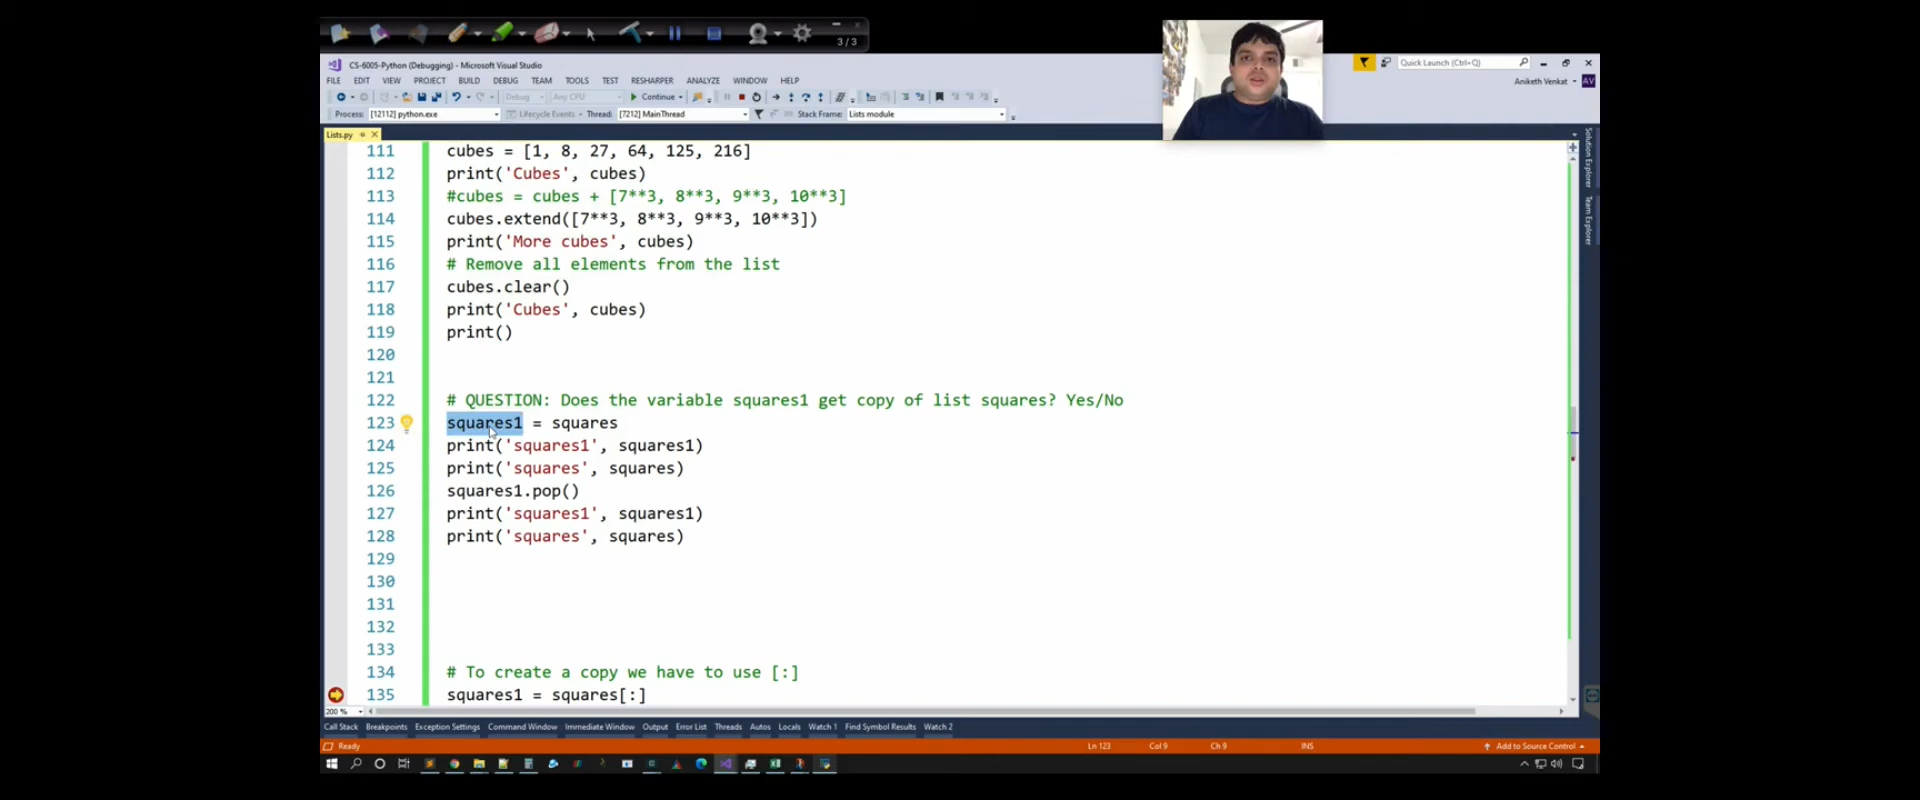 3/3
CS-6005-Python (Debugging) - Microsoft Visual Studio
Quick Launch (Ctrl+Q)
FILE EDIT VIEW PROJECT BUILD DEBUG TEAM TOOLS TEST RESHARPER ANALYZE WINDOW HELP
Aniketh Venkat AV
Debug Any CPU Continue
Process: [12112] python.exe Lifecycle Events Thread: [7212] MainThread Stack Frame: Lists module
Lists.py
111 cubes = [1, 8, 27, 64, 125, 216]
112 print('Cubes', cubes)
113 #cubes = cubes + [7**3, 8**3, 9**3, 10**3]
114 cubes.extend([7**3, 8**3, 9**3, 10**3])
115 print('More cubes', cubes)
116 # Remove all elements from the list
117 cubes.clear()
118 print('Cubes', cubes)
119 print()
120
121
122 # QUESTION: Does the variable squares1 get copy of list squares? Yes/No
123 squares1 = squares
124 print('squares1', squares1)
125 print('squares', squares)
126 squares1.pop()
127 print('squares1', squares1)
128 print('squares', squares)
129
130
131
132
133
134 # To create a copy we have to use [:]
135 squares1 = squares[:]
Solution Explorer
Team Explorer
200 %
Call Stack Breakpoints Exception Settings Command Window Immediate Window Output Error List Threads Autos Locals Watch 1 Find Symbol Results Watch 2
Ready Ln 123 Col 9 Ch 9 INS Add to Source Control